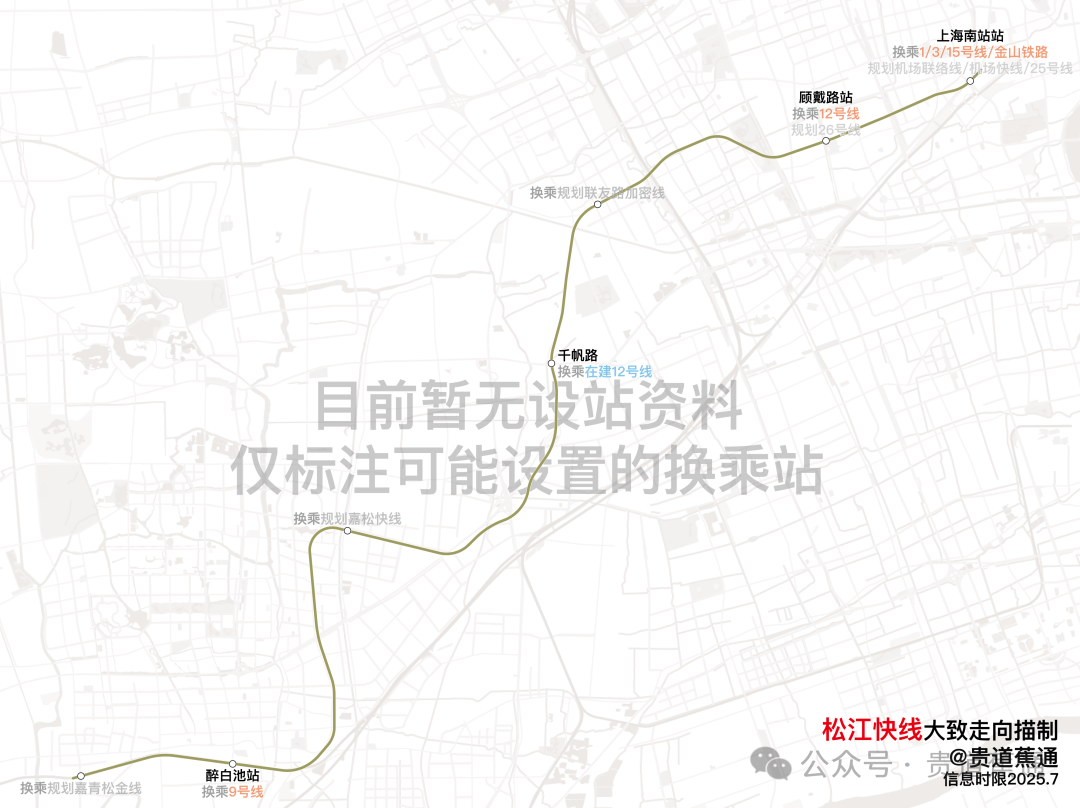 上海南站站
换乘1/3/15号线/金山铁路
规划机场联络线/机场快线/25号线
顾戴路站
换乘12号线
规划26号线
换乘规划联友路加密线
千帆路
换乘在建12号线
目前暂无设站资料
仅标注可能设置的换乘站
换乘规划嘉松快线
醉白池站
换乘9号线
换乘规划嘉青松金线
松江快线大致走向描制
@贵道蕉通
公众号 · 贵道
信息时限2025.7